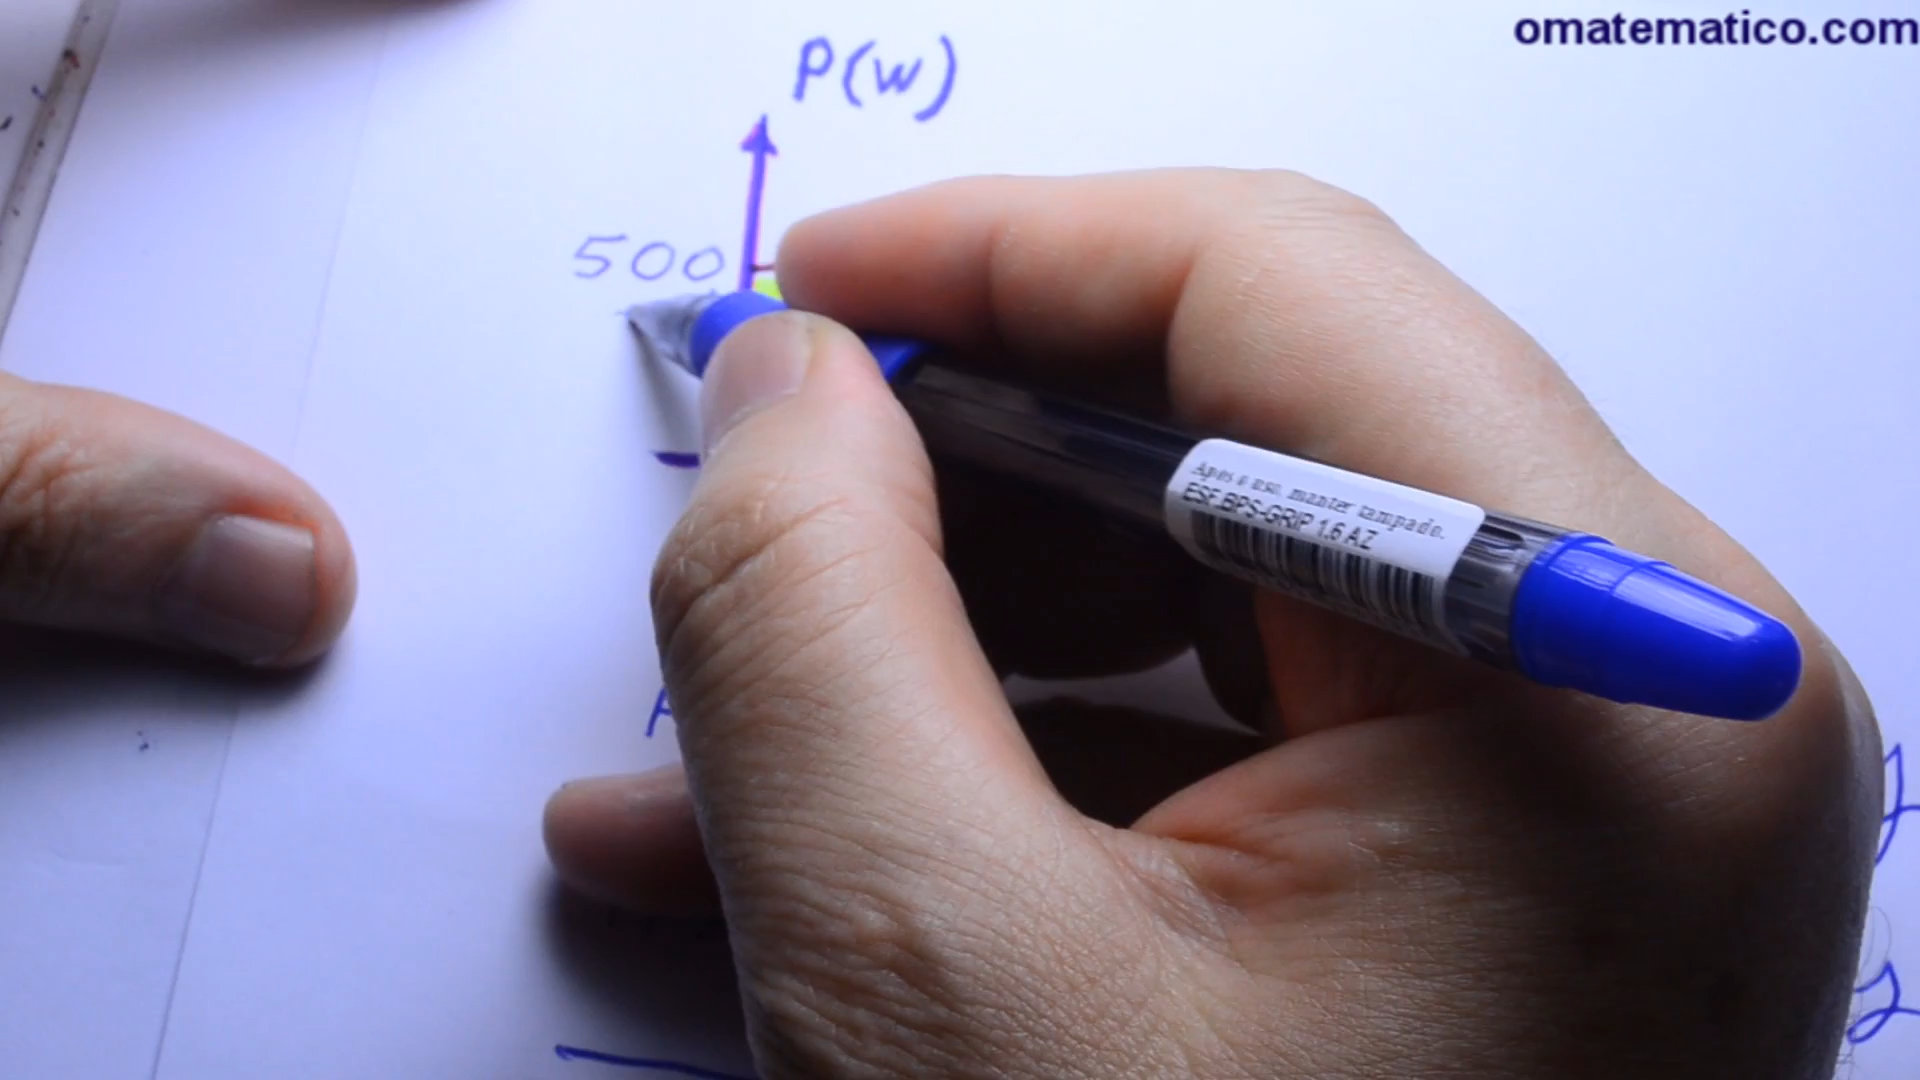 omatematico.com
P(W)
500
Após o uso, manter tampado.
ESF.BPS-GRIP 1.6 AZ